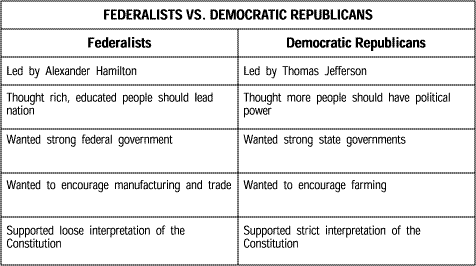 FEDERALISTS VS. DEMOCRATIC REPUBLICANS
Federalists
Democratic Republicans
Led by Alexander Hamilton
Led by Thomas Jefferson
Thought rich, educated people should lead
nation
Thought more people should have political
power
Wanted strong federal government
Wanted strong state governments
Wanted to encourage manufacturing and trade
Wanted to encourage farming
Supported loose interpretation of the
Constitution
Supported strict interpretation of the
Constitution